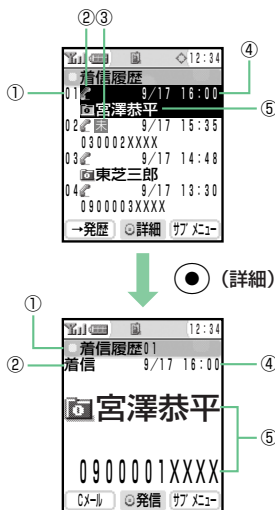 ②③
12:34
着信履歴
④
①
01 9/17 16:00
宮澤恭平
⑤
02 未 9/17 15:35
030002XXXX
03 9/17 14:48
東芝三郎
04 9/17 13:30
0900003XXXX
→発歴 詳細 サブメニュー
（詳細）
①
12:34
着信履歴01
②
着信 9/17 16:00
④
宮澤恭平
⑤
0900001XXXX
Cメール 発信 サブメニュー